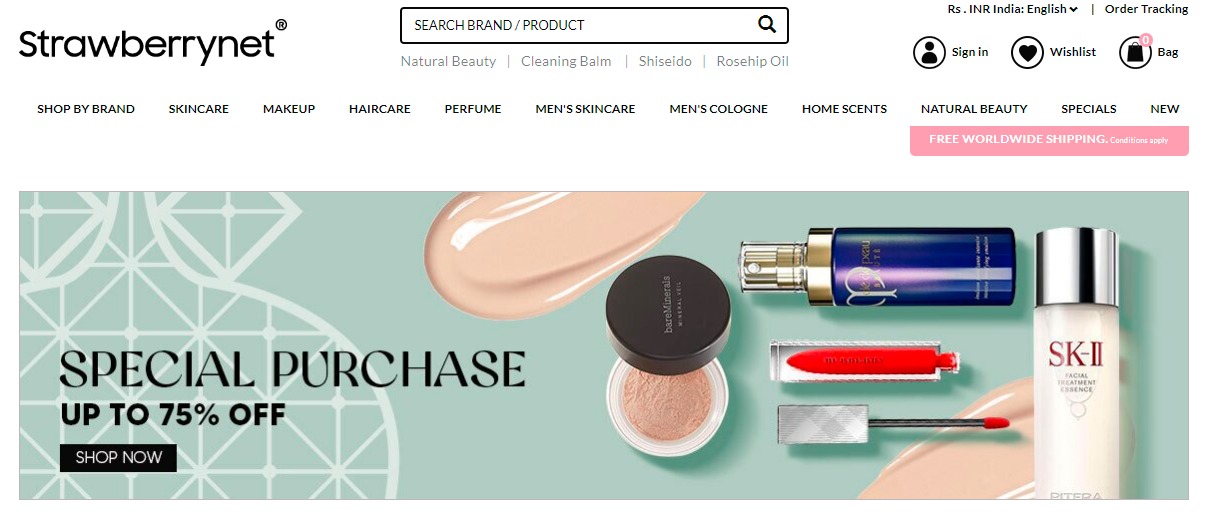 Strawberrynet®
SEARCH BRAND / PRODUCT
Natural Beauty | Cleaning Balm | Shiseido | Rosehip Oil
Rs . INR India: English | Order Tracking
Sign in
Wishlist
0
Bag
SHOP BY BRAND SKINCARE MAKEUP HAIRCARE PERFUME MEN'S SKINCARE MEN'S COLOGNE HOME SCENTS NATURAL BEAUTY SPECIALS NEW
FREE WORLDWIDE SHIPPING. Conditions apply
SPECIAL PURCHASE
UP TO 75% OFF
SHOP NOW
bareMinerals
MINERAL VEIL
peau
BEAUTÉ
SK-II
FACIAL
TREATMENT
ESSENCE
PITERA